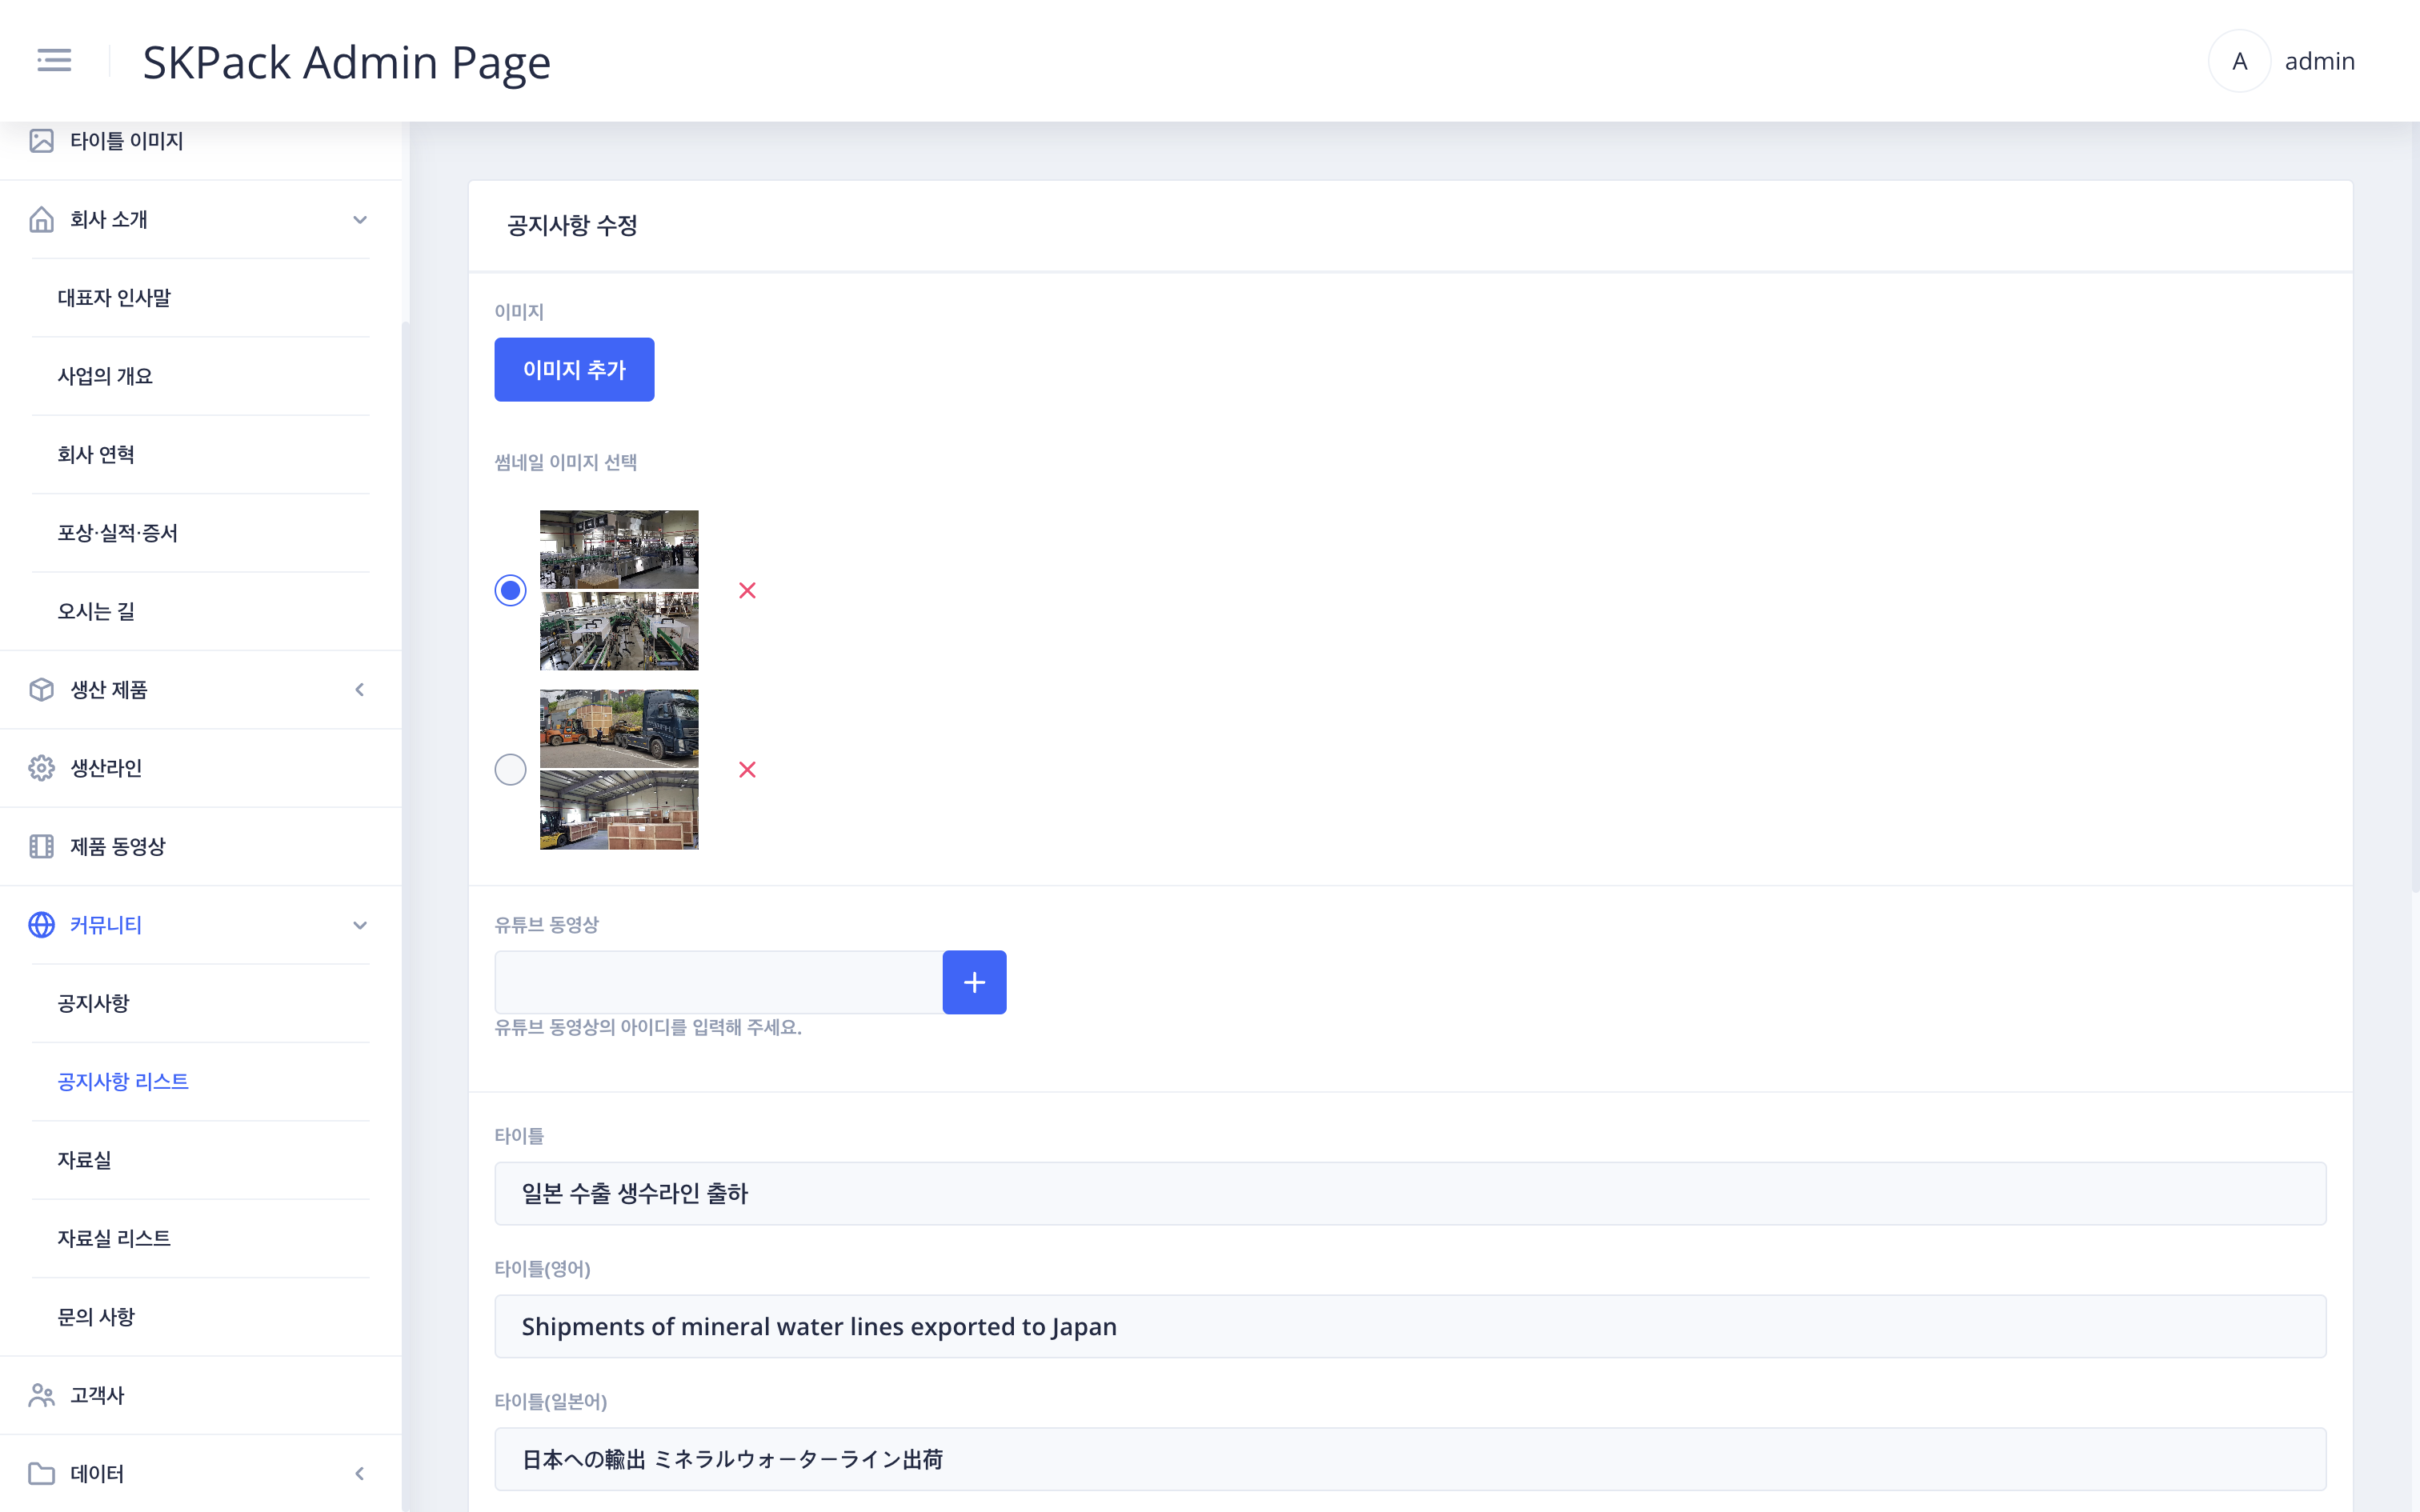 SKPack Admin Page
A admin
타이틀 이미지
회사 소개
대표자 인사말
사업의 개요
회사 연혁
포상·실적·증서
오시는 길
생산 제품
생산라인
제품 동영상
커뮤니티
공지사항
공지사항 리스트
자료실
자료실 리스트
문의 사항
고객사
데이터
공지사항 수정
이미지
이미지 추가
썸네일 이미지 선택
유튜브 동영상
유튜브 동영상의 아이디를 입력해 주세요.
타이틀
일본 수출 생수라인 출하
타이틀(영어)
Shipments of mineral water lines exported to Japan
타이틀(일본어)
日本への輸出 ミネラルウォーターライン出荷